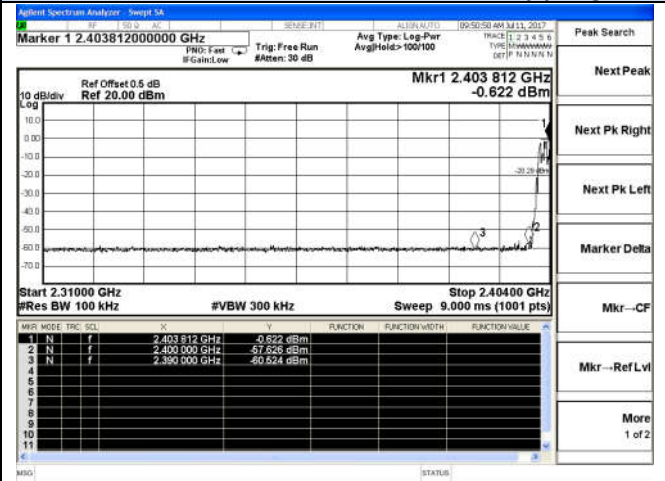 Agilent Spectrum Analyzer - Swept SA
RF 50 Ω AC SENSE:INT ALIGN AUTO 09:50:50 AM Jul 11, 2017
Marker 1 2.403812000000 GHz
PNO: Fast
IFGain:Low
Trig: Free Run
#Atten: 30 dB
Avg Type: Log-Pwr
Avg|Hold:>100/100
TRACE 1 2 3 4 5 6
TYPE
DET P N N N N N
Peak Search
Next Peak
Next Pk Right
Next Pk Left
Marker Delta
Mkr→CF
Mkr→RefLvl
More
1 of 2
Ref Offset 0.5 dB
Ref 20.00 dBm
10 dB/div
Log
Mkr1 2.403 812 GHz
-0.622 dBm
10.0
0.00
-10.0
-20.0
-30.0
-40.0
-50.0
-60.0
-70.0
1
2
3
Start 2.31000 GHz
#Res BW 100 kHz
#VBW 300 kHz
Stop 2.40400 GHz
Sweep 9.000 ms (1001 pts)
MKR MODE TRC SCL X Y FUNCTION FUNCTION WIDTH FUNCTION VALUE
1 N f 2.403 812 GHz -0.622 dBm
2 N f 2.400 000 GHz -57.626 dBm
3 N f 2.390 000 GHz -60.524 dBm
4
5
6
7
8
9
10
11
MSG STATUS